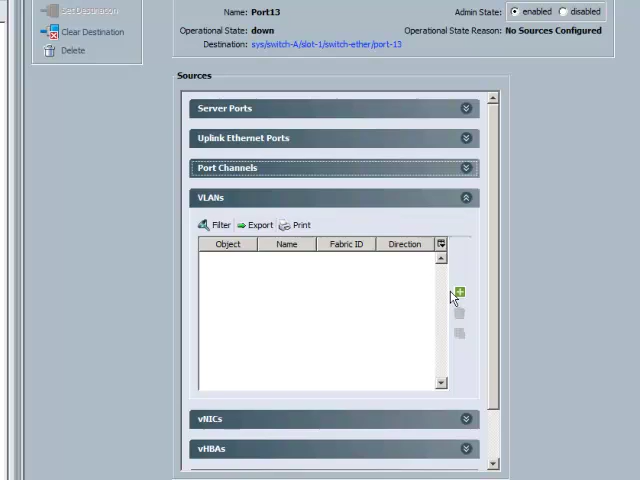 Set Destination
Clear Destination
Delete
Name: Port13
Admin State: enabled disabled
Operational State: down
Operational State Reason: No Sources Configured
Destination: sys/switch-A/slot-1/switch-ether/port-13
Sources
Server Ports
Uplink Ethernet Ports
Port Channels
VLANs
Filter Export Print
Object Name Fabric ID Direction
vNICs
vHBAs